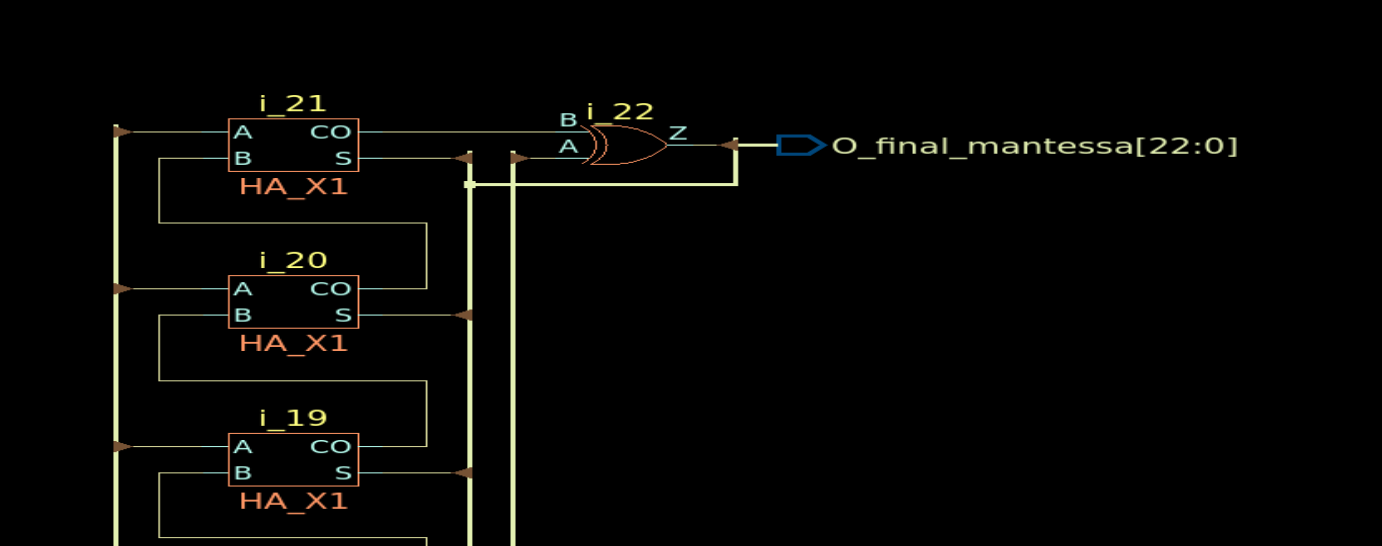 i_21
A CO
B S
HA_X1
i_22
B
A
Z
O_final_mantessa[22:0]
i_20
A CO
B S
HA_X1
i_19
A CO
B S
HA_X1